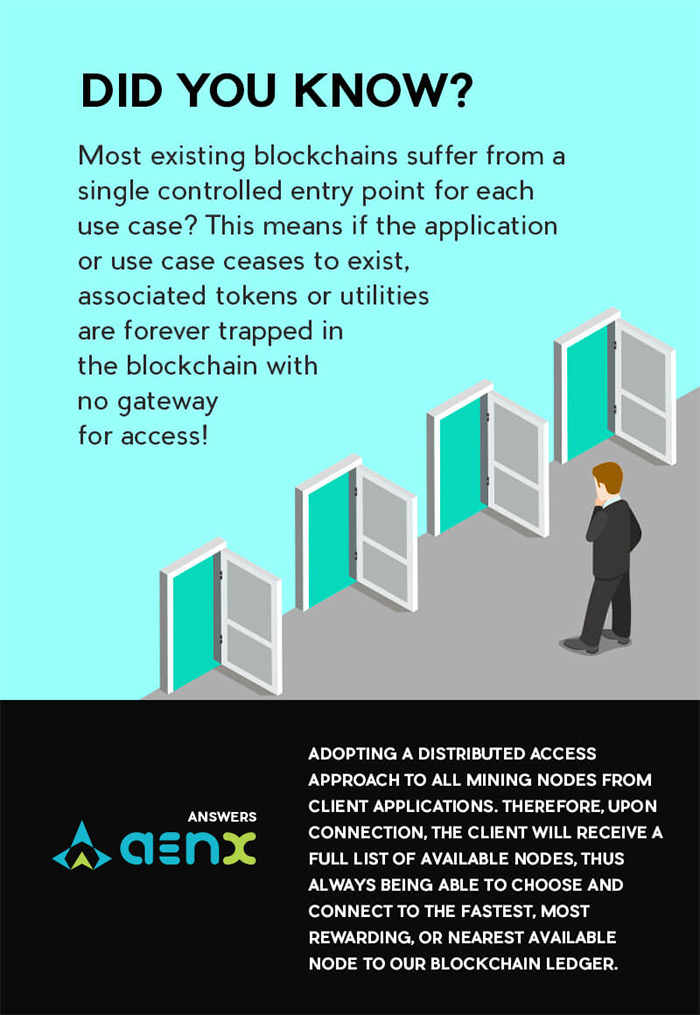 DID YOU KNOW?
Most existing blockchains suffer from a
single controlled entry point for each
use case? This means if the application
or use case ceases to exist,
associated tokens or utilities
are forever trapped in
the blockchain with
no gateway
for access!
ANSWERS
aenx
ADOPTING A DISTRIBUTED ACCESS
APPROACH TO ALL MINING NODES FROM
CLIENT APPLICATIONS. THEREFORE, UPON
CONNECTION, THE CLIENT WILL RECEIVE A
FULL LIST OF AVAILABLE NODES, THUS
ALWAYS BEING ABLE TO CHOOSE AND
CONNECT TO THE FASTEST, MOST
REWARDING, OR NEAREST AVAILABLE
NODE TO OUR BLOCKCHAIN LEDGER.